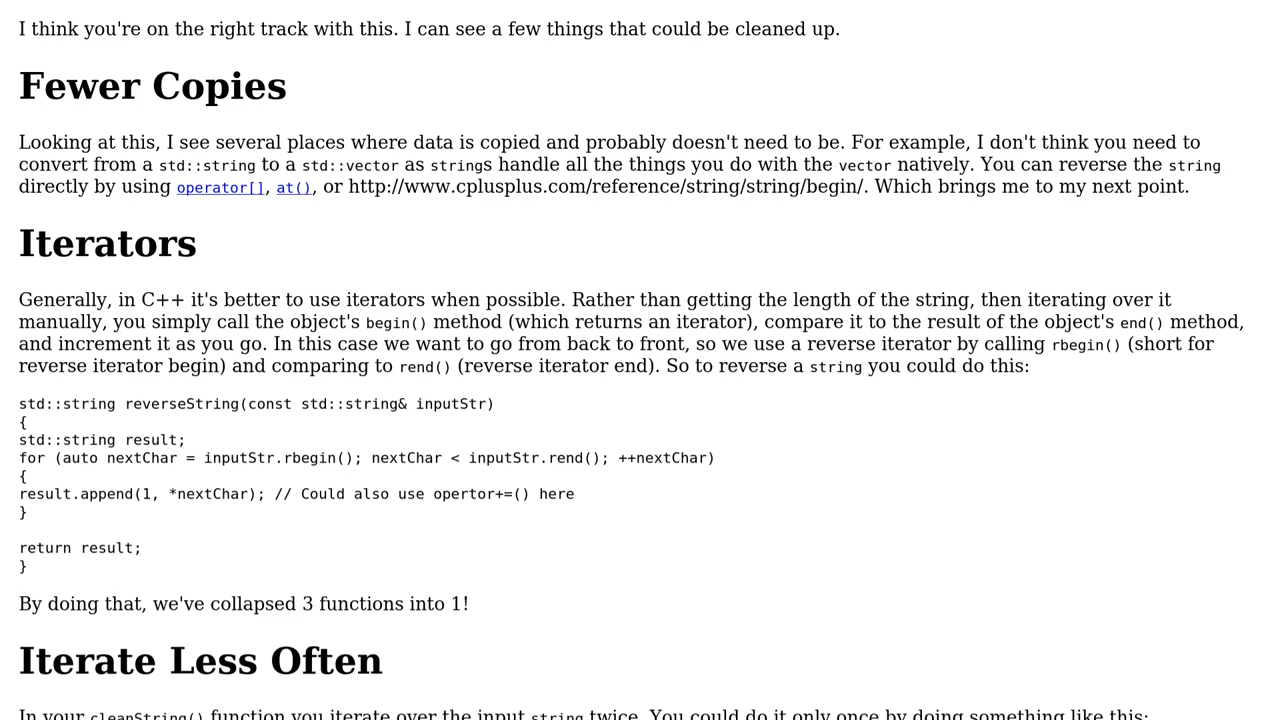 I think you're on the right track with this. I can see a few things that could be cleaned up.
Fewer Copies
Looking at this, I see several places where data is copied and probably doesn't need to be. For example, I don't think you need to
convert from a std::string to a std::vector as strings handle all the things you do with the vector natively. You can reverse the string
directly by using operator[], at(), or http://www.cplusplus.com/reference/string/string/begin/. Which brings me to my next point.
Iterators
Generally, in C++ it's better to use iterators when possible. Rather than getting the length of the string, then iterating over it
manually, you simply call the object's begin() method (which returns an iterator), compare it to the result of the object's end() method,
and increment it as you go. In this case we want to go from back to front, so we use a reverse iterator by calling rbegin() (short for
reverse iterator begin) and comparing to rend() (reverse iterator end). So to reverse a string you could do this:
std::string reverseString(const std::string& inputStr)
{
std::string result;
for (auto nextChar = inputStr.rbegin(); nextChar < inputStr.rend(); ++nextChar)
{
result.append(1, *nextChar); // Could also use opertor+=() here
}
return result;
}
By doing that, we've collapsed 3 functions into 1!
Iterate Less Often
In your cleanString() function you iterate over the input string twice. You could do it only once by doing something like this: